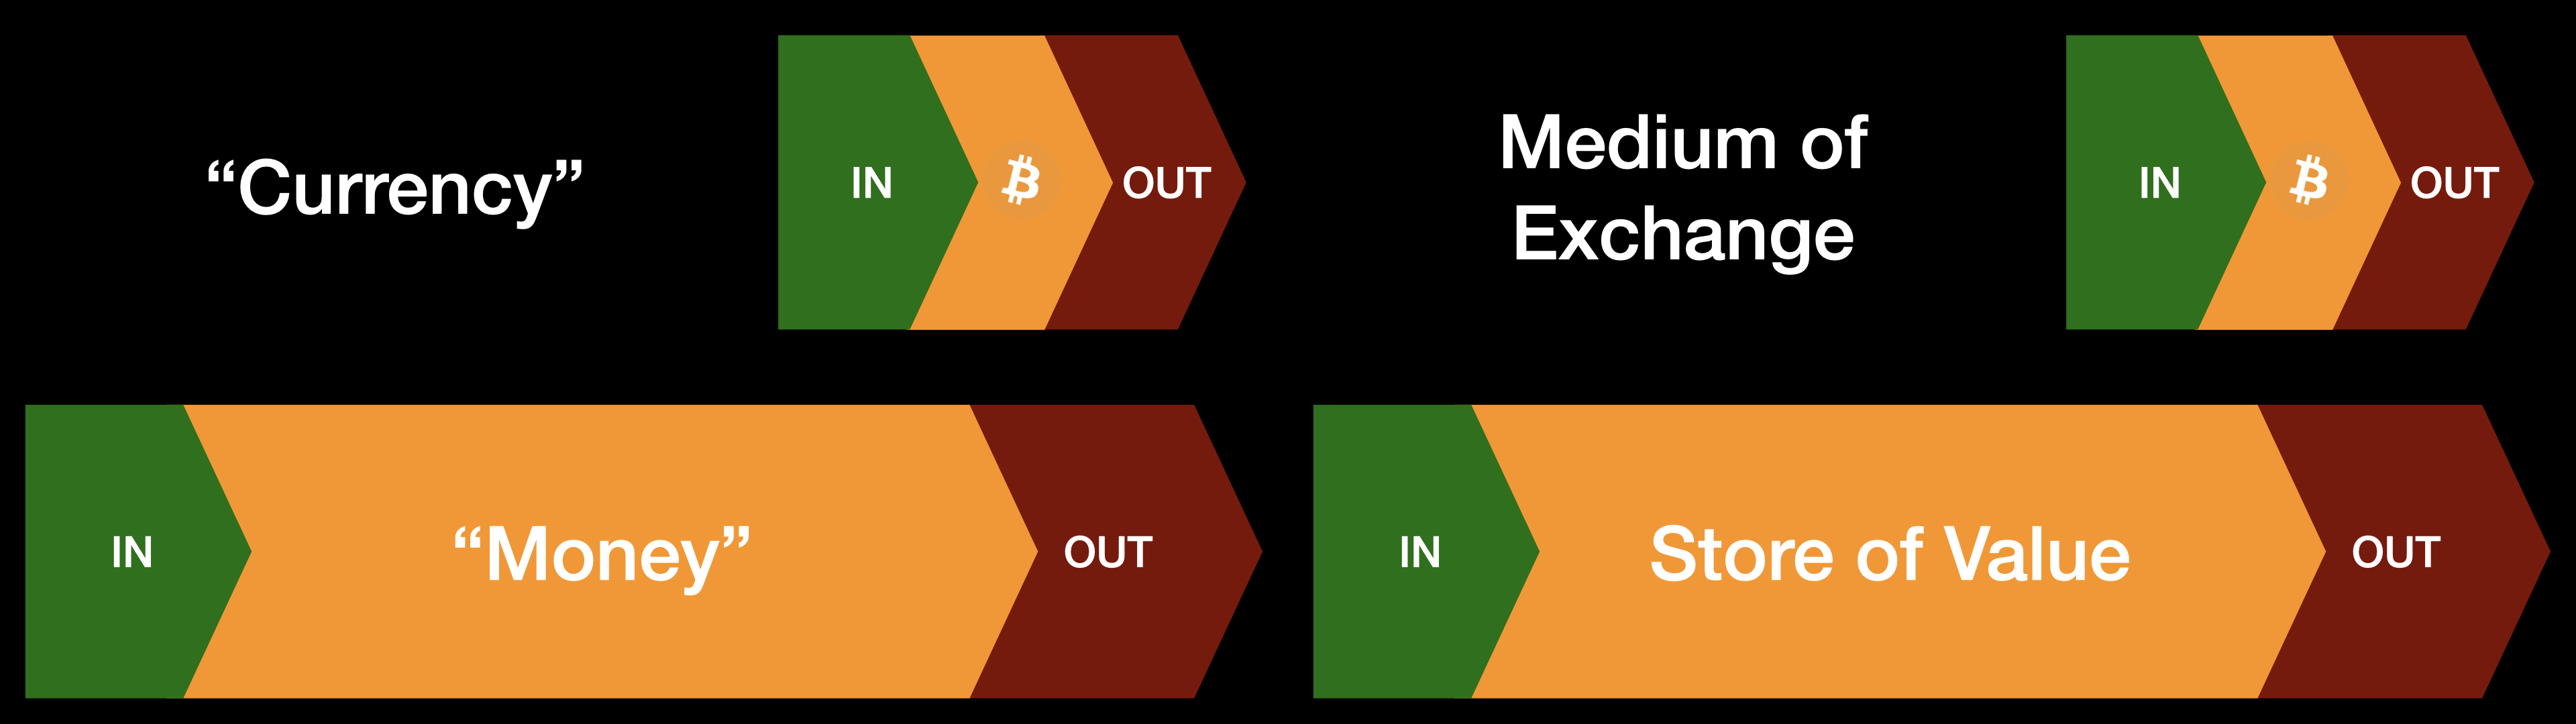 “Currency”
IN
₿
OUT
Medium of
Exchange
IN
₿
OUT
IN
“Money”
OUT
IN
Store of Value
OUT